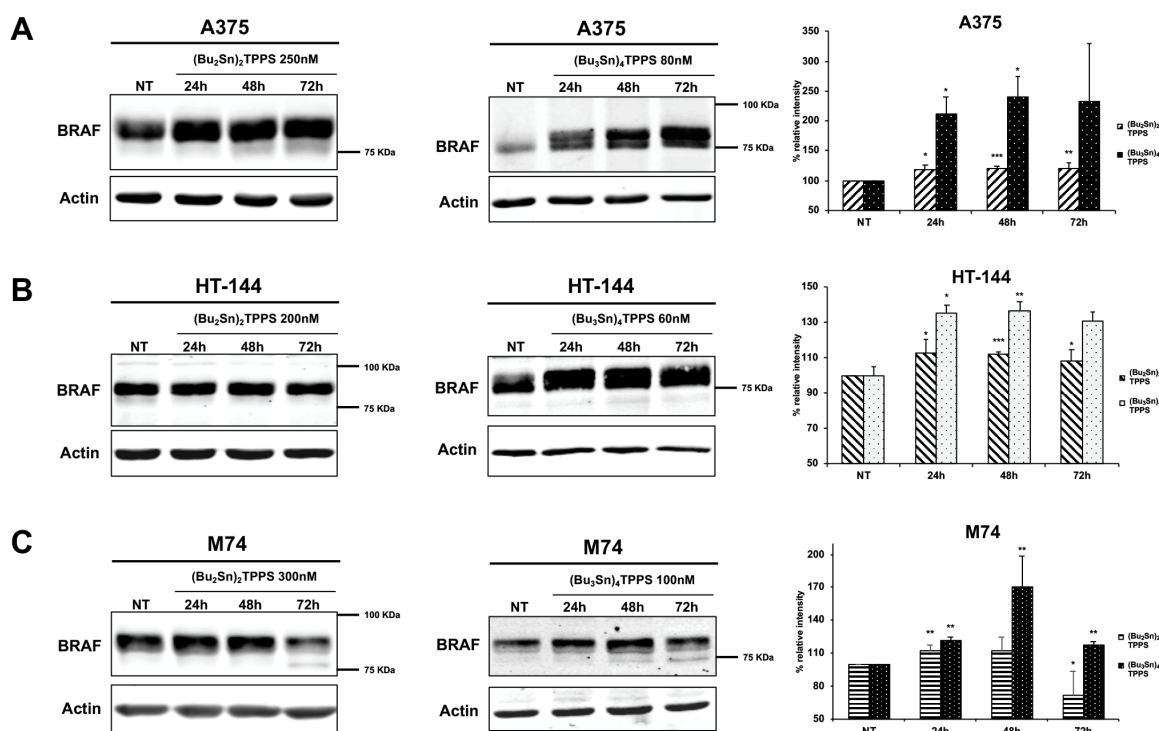 A
A375
(Bu₂Sn)₂TPPS 250nM
NT 24h 48h 72h
BRAF
75 KDa
Actin
A375
(Bu₃Sn)₄TPPS 80nM
NT 24h 48h 72h
100 KDa
BRAF
75 KDa
Actin
A375
% relative intensity
350
300
250
200
150
100
50
* * *** * ** 
NT 24h 48h 72h
(Bu₂Sn)₂
TPPS
(Bu₃Sn)₄
TPPS
B
HT-144
(Bu₂Sn)₂TPPS 200nM
NT 24h 48h 72h
100 KDa
BRAF
75 KDa
Actin
HT-144
(Bu₃Sn)₄TPPS 60nM
NT 24h 48h 72h
BRAF
75 KDa
Actin
HT-144
% relative intensity
150
130
110
90
70
50
* * *** ** *
NT 24h 48h 72h
(Bu₂Sn)₂
TPPS
(Bu₃Sn)₄
TPPS
C
M74
(Bu₂Sn)₂TPPS 300nM
NT 24h 48h 72h
100 KDa
BRAF
75 KDa
Actin
M74
(Bu₃Sn)₄TPPS 100nM
NT 24h 48h 72h
BRAF
75 KDa
Actin
M74
% relative intensity
200
170
140
110
80
50
** ** ** * **
NT 24h 48h 72h
(Bu₂Sn)₂
TPPS
(Bu₃Sn)₄
TPPS